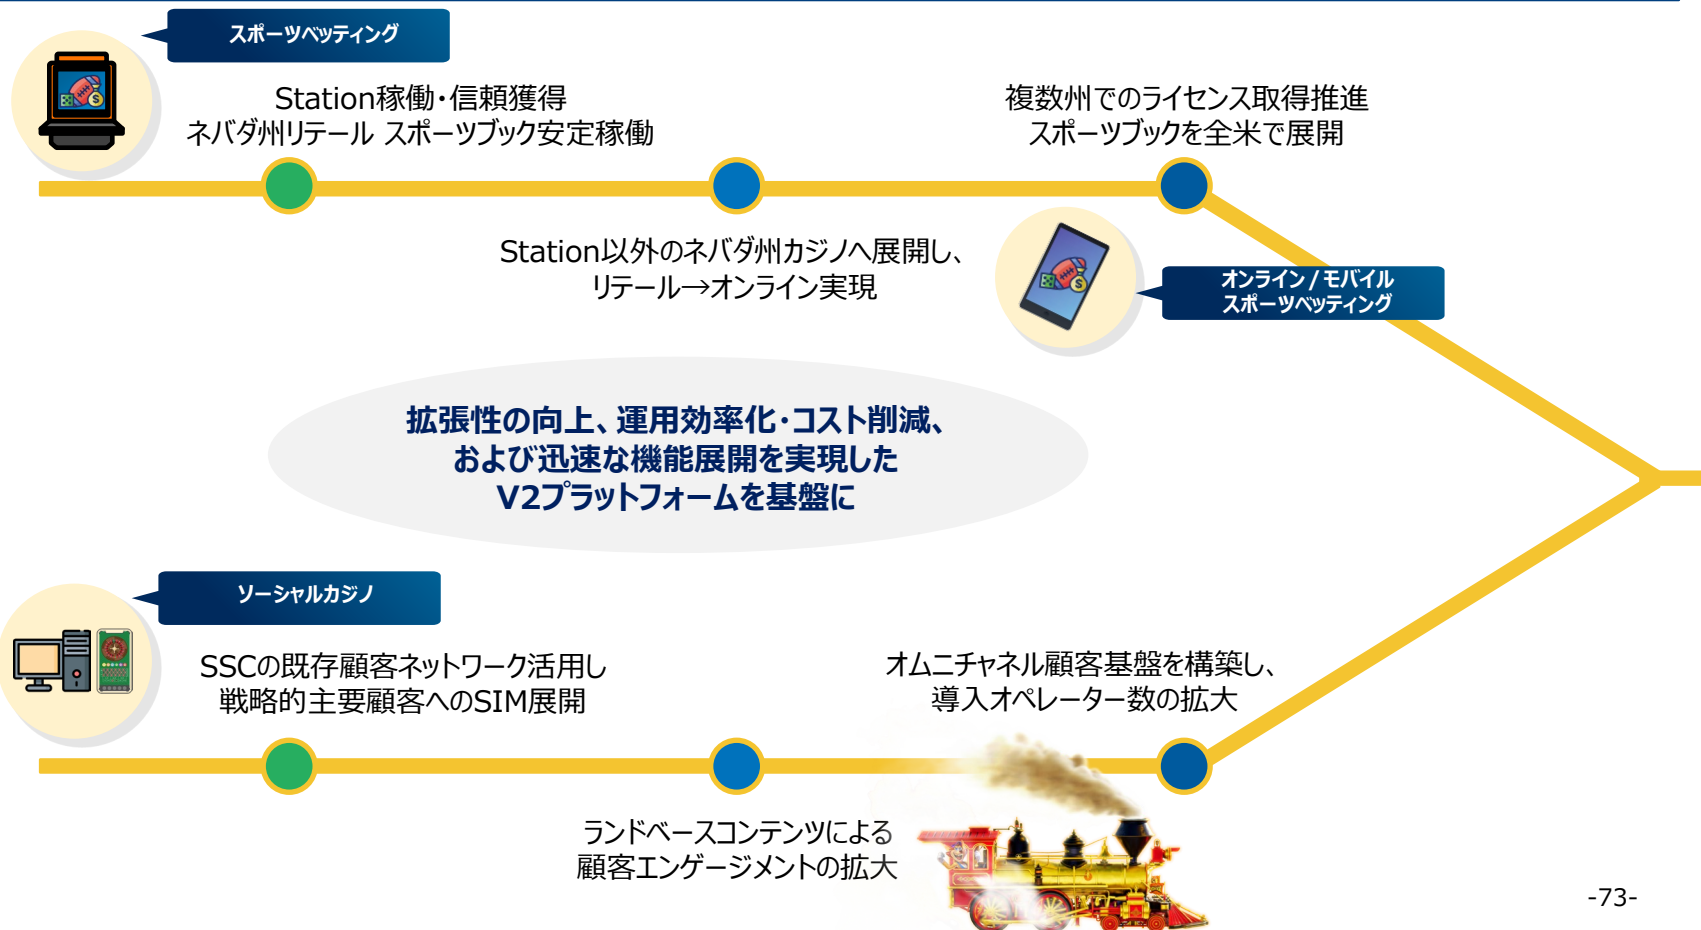 スポーツベッティング
Station稼働・信頼獲得
ネバダ州リテール スポーツブック安定稼働
複数州でのライセンス取得推進
スポーツブックを全米で展開
Station以外のネバダ州カジノへ展開し、
リテール→オンライン実現
オンライン / モバイル
スポーツベッティング
拡張性の向上、運用効率化・コスト削減、
および迅速な機能展開を実現した
V2プラットフォームを基盤に
ソーシャルカジノ
SSCの既存顧客ネットワーク活用し
戦略的主要顧客へのSIM展開
オムニチャネル顧客基盤を構築し、
導入オペレーター数の拡大
ランドベースコンテンツによる
顧客エンゲージメントの拡大
-73-